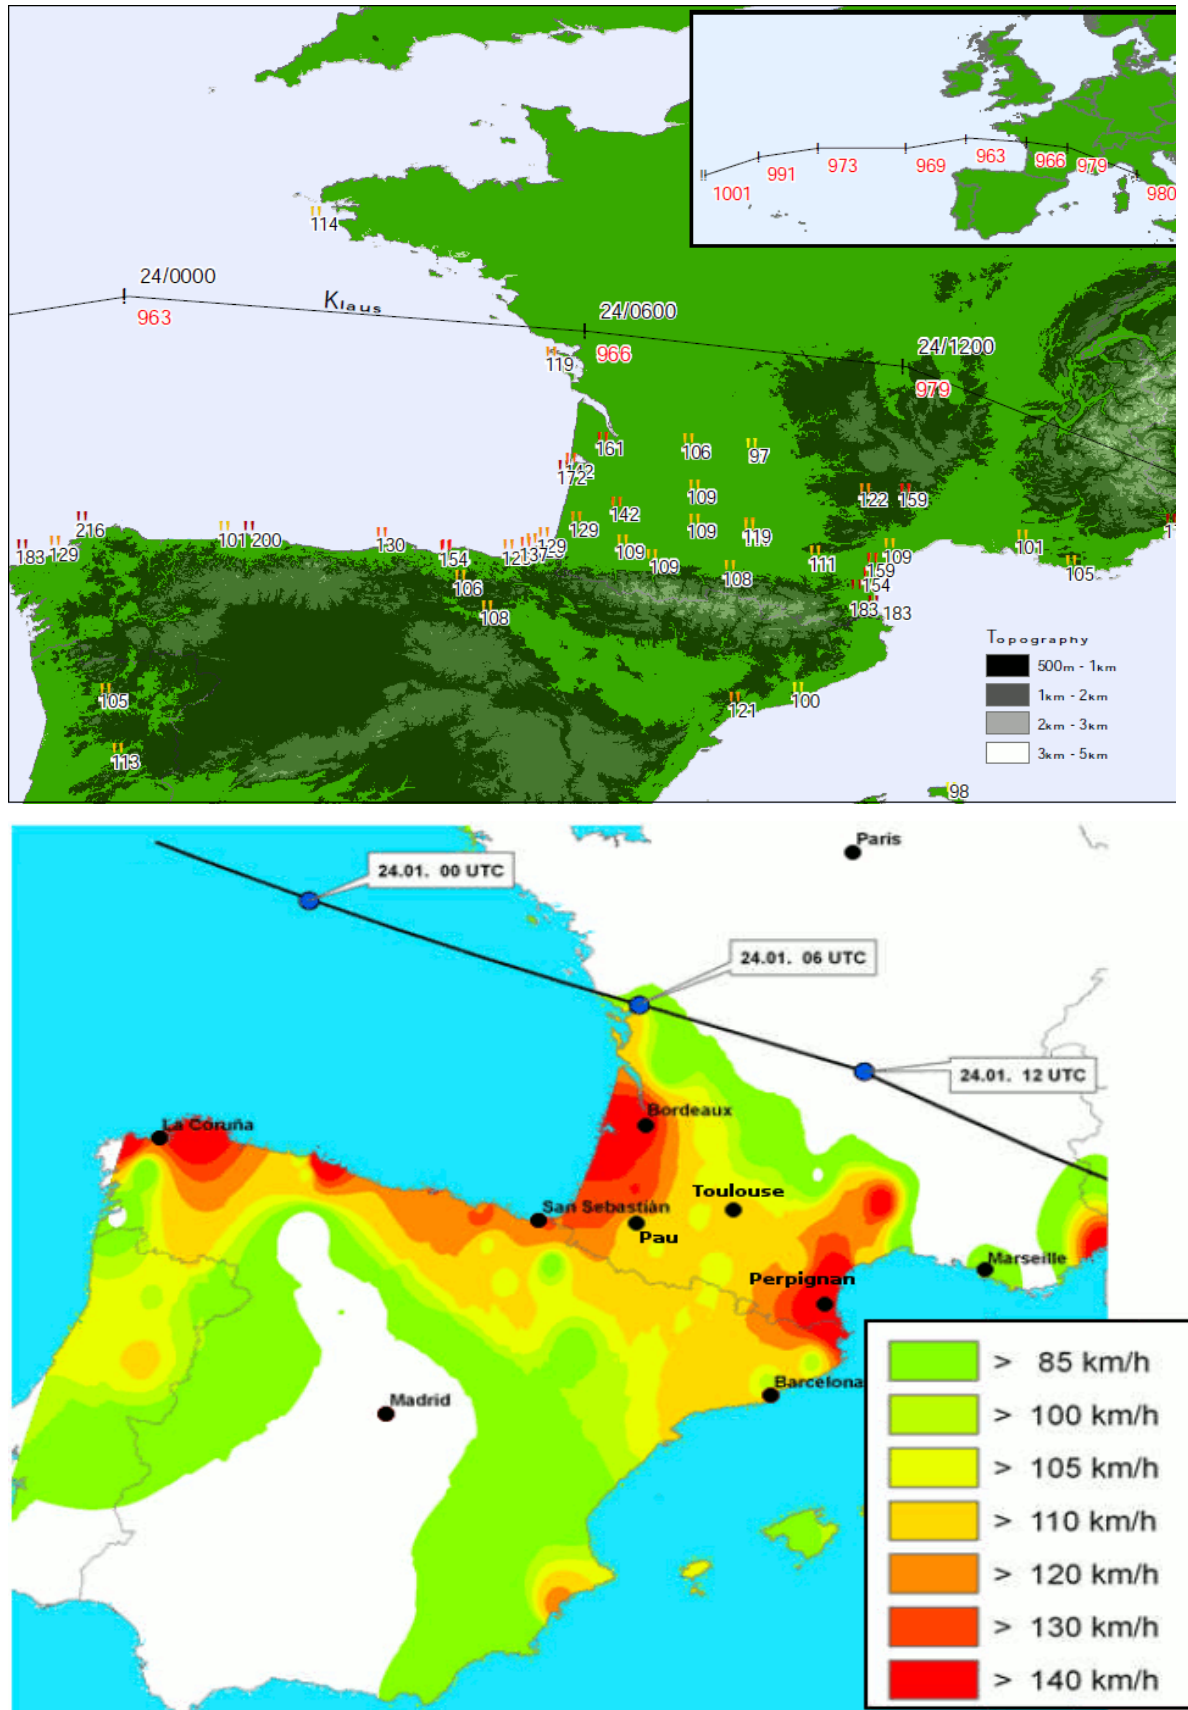 1001
991
973
969
963
966
979
980
114
24/0000
963
Klaus
24/0600
966
24/1200
979
119
161
106
97
142
172
109
122
159
142
216
129
109
119
183
129
101
200
130
154
137
129
109
109
111
109
101
106
108
159
105
154
108
183
183
Topography
500m - 1km
1km - 2km
2km - 3km
3km - 5km
105
121
100
113
98
Paris
24.01. 00 UTC
24.01. 06 UTC
24.01. 12 UTC
Bordeaux
La Coruña
Toulouse
San Sebastián
Pau
Marseille
Perpignan
Barcelona
Madrid
> 85 km/h
> 100 km/h
> 105 km/h
> 110 km/h
> 120 km/h
> 130 km/h
> 140 km/h